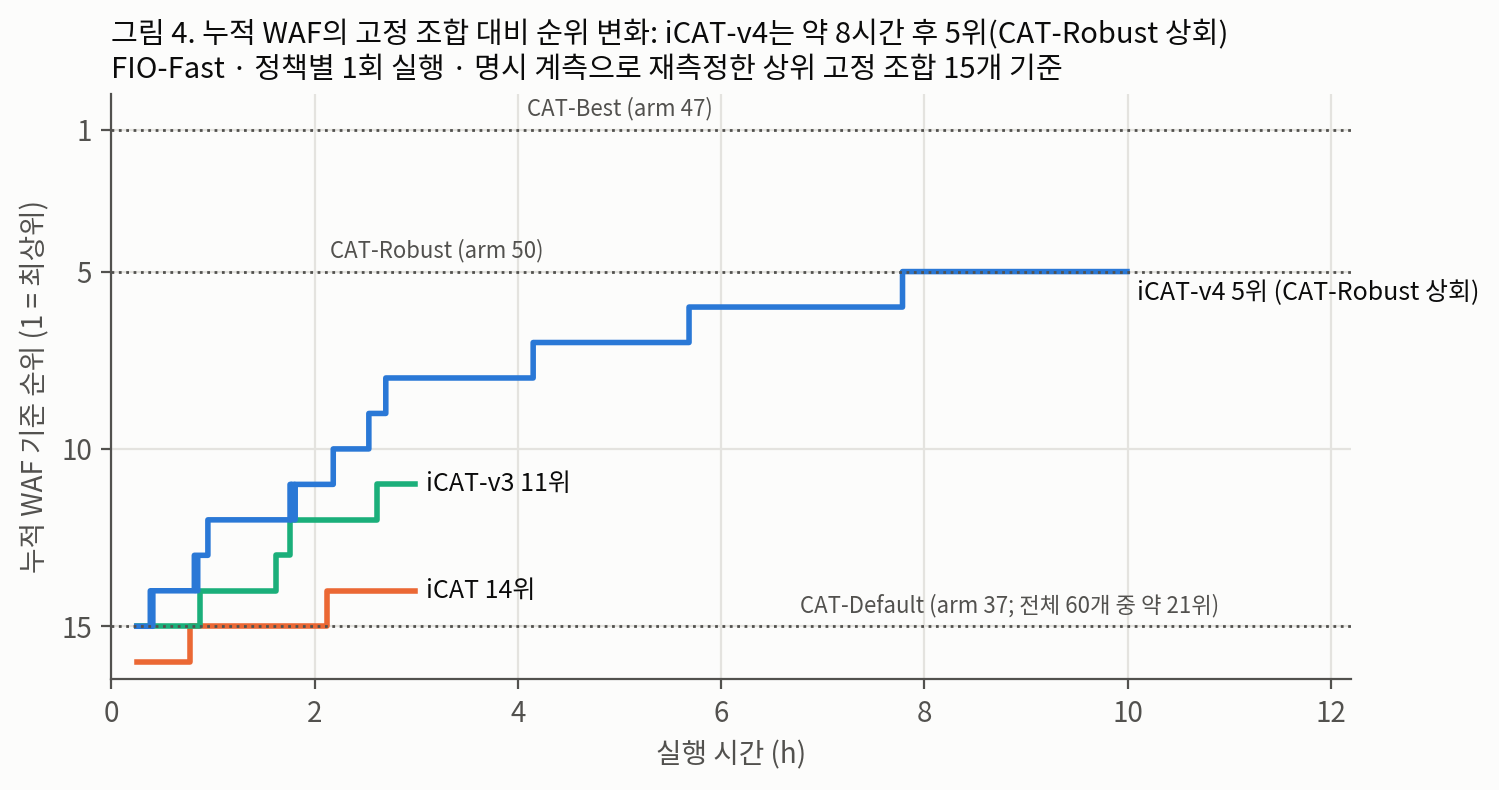 그림 4. 누적 WAF의 고정 조합 대비 순위 변화: iCAT-v4는 약 8시간 후 5위(CAT-Robust 상회)
FIO-Fast · 정책별 1회 실행 · 명시 계측으로 재측정한 상위 고정 조합 15개 기준
CAT-Best (arm 47)
1
CAT-Robust (arm 50)
5
iCAT-v4 5위 (CAT-Robust 상회)
누적 WAF 기준 순위 (1 = 최상위)
10
iCAT-v3 11위
iCAT 14위
CAT-Default (arm 37; 전체 60개 중 약 21위)
15
0 2 4 6 8 10 12
실행 시간 (h)